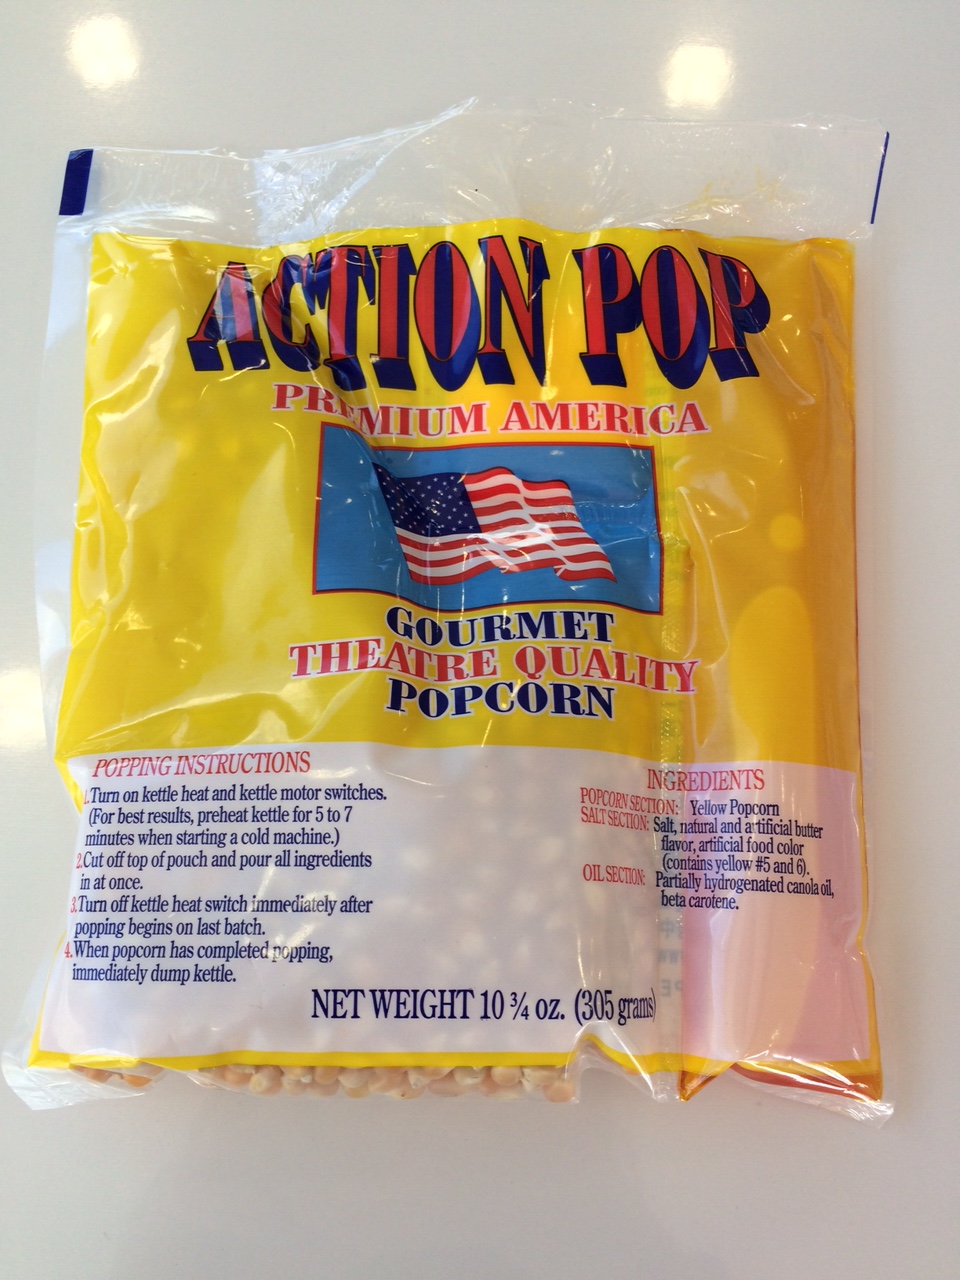 ACTION POP
PREMIUM AMERICA
GOURMET
THEATRE QUALITY
POPCORN
POPPING INSTRUCTIONS
1.Turn on kettle heat and kettle motor switches.
(For best results, preheat kettle for 5 to 7
minutes when starting a cold machine.)
2.Cut off top of pouch and pour all ingredients
in at once.
3.Turn off kettle heat switch immediately after
popping begins on last batch.
4.When popcorn has completed popping,
immediately dump kettle.
INGREDIENTS
POPCORN SECTION: Yellow Popcorn
SALT SECTION: Salt, natural and artificial butter
flavor, artificial food color
(contains yellow #5 and 6).
OIL SECTION: Partially hydrogenated canola oil,
beta carotene.
NET WEIGHT 10 ¾ oz. (305 grams)